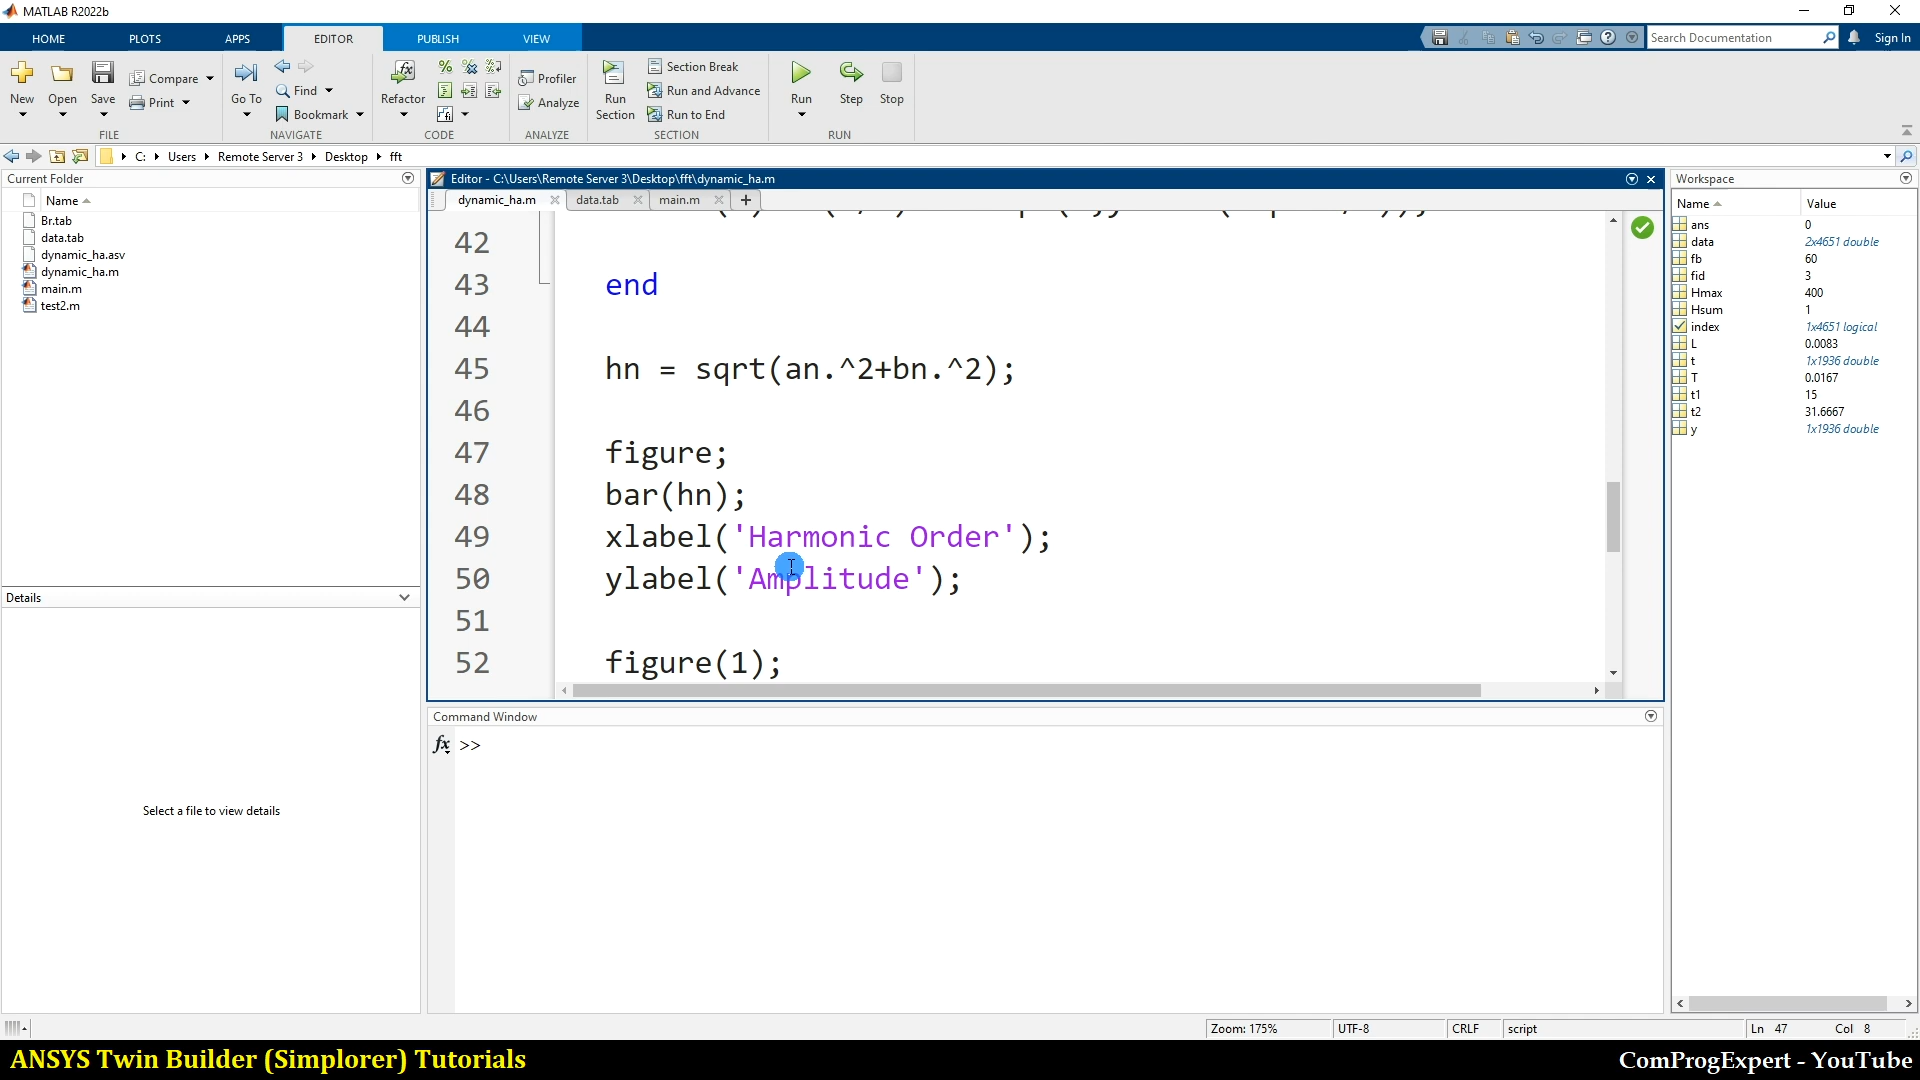 MATLAB R2022b
HOME PLOTS APPS EDITOR PUBLISH VIEW
Search Documentation
Sign In
New Open Save
Compare
Print
FILE
Go To
Find
Bookmark
NAVIGATE
Refactor
CODE
Profiler
Analyze
ANALYZE
Run Section
Section Break
Run and Advance
Run to End
SECTION
Run Step Stop
RUN
C: Users Remote Server 3 Desktop fft
Current Folder
Name
Br.tab
data.tab
dynamic_ha.asv
dynamic_ha.m
main.m
test2.m
Details
Select a file to view details
Editor - C:\Users\Remote Server 3\Desktop\fft\dynamic_ha.m
dynamic_ha.m data.tab main.m +
42
43 end
44
45 hn = sqrt(an.^2+bn.^2);
46
47 figure;
48 bar(hn);
49 xlabel('Harmonic Order');
50 ylabel('Amplitude');
51
52 figure(1);
Command Window
fx >>
Workspace
Name Value
ans 0
data 2x4651 double
fb 60
fid 3
Hmax 400
Hsum 1
index 1x4651 logical
L 0.0083
t 1x1936 double
T 0.0167
t1 15
t2 31.6667
y 1x1936 double
Zoom: 175% UTF-8 CRLF script Ln 47 Col 8
ANSYS Twin Builder (Simplorer) Tutorials
ComProgExpert - YouTube